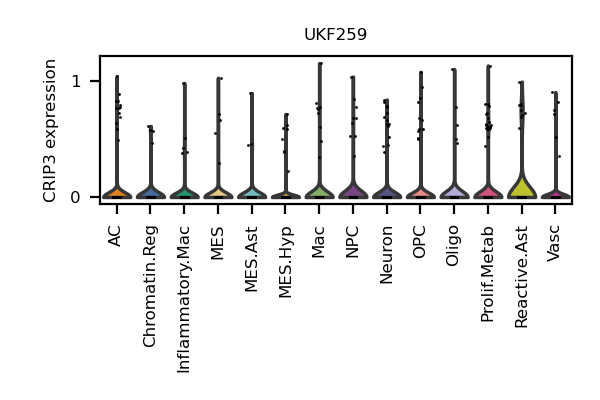 UKF259
CRIP3 expression
1
0
AC
Chromatin.Reg
Inflammatory.Mac
MES
MES.Ast
MES.Hyp
Mac
NPC
Neuron
OPC
Oligo
Prolif.Metab
Reactive.Ast
Vasc